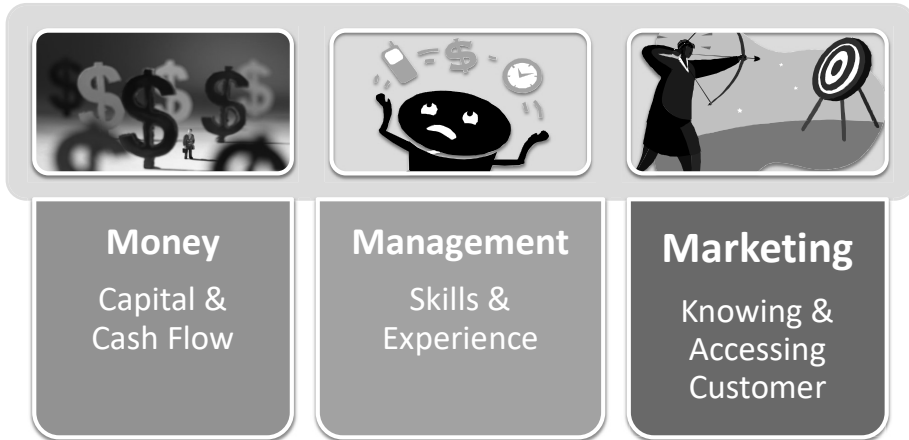 Money
Capital &
Cash Flow
Management
Skills &
Experience
Marketing
Knowing &
Accessing
Customer